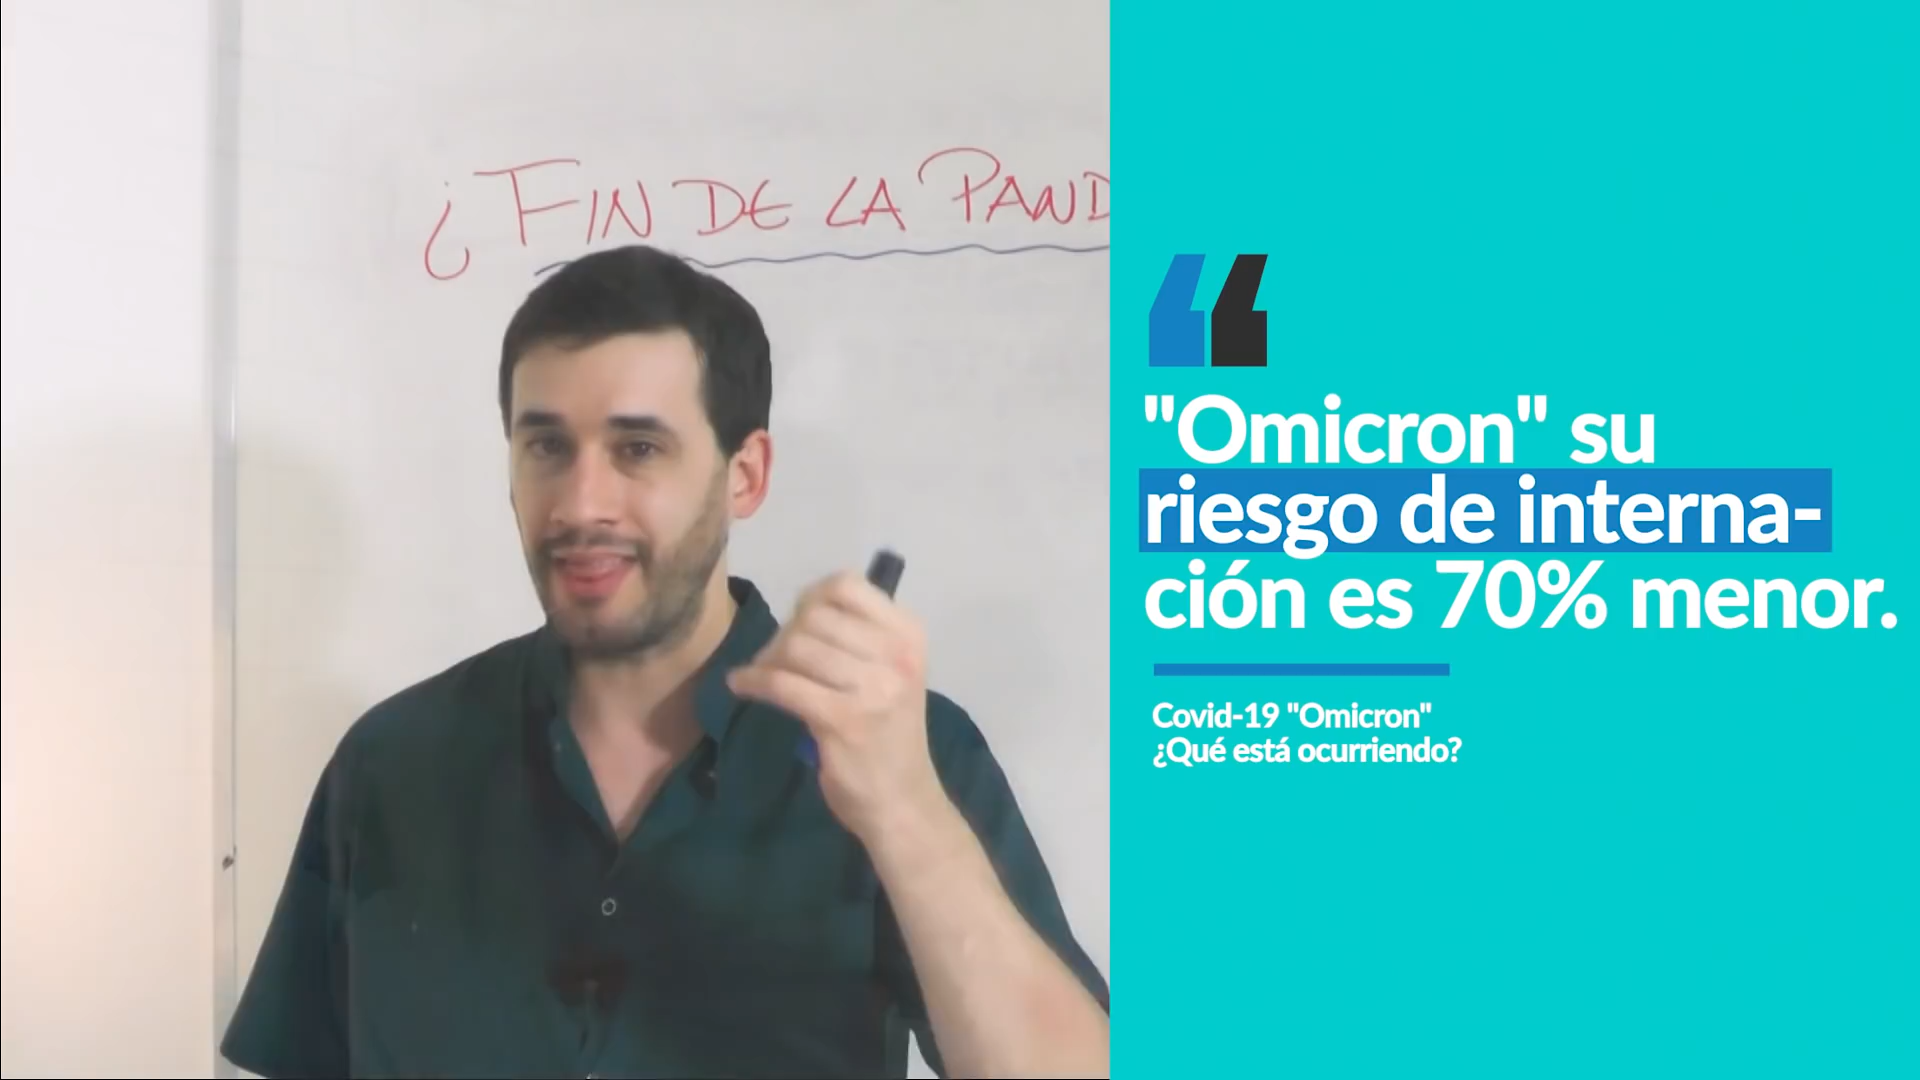 ¿FIN DE LA PAND
"Omicron" su
riesgo de interna-
ción es 70% menor.
Covid-19 "Omicron"
¿Qué está ocurriendo?